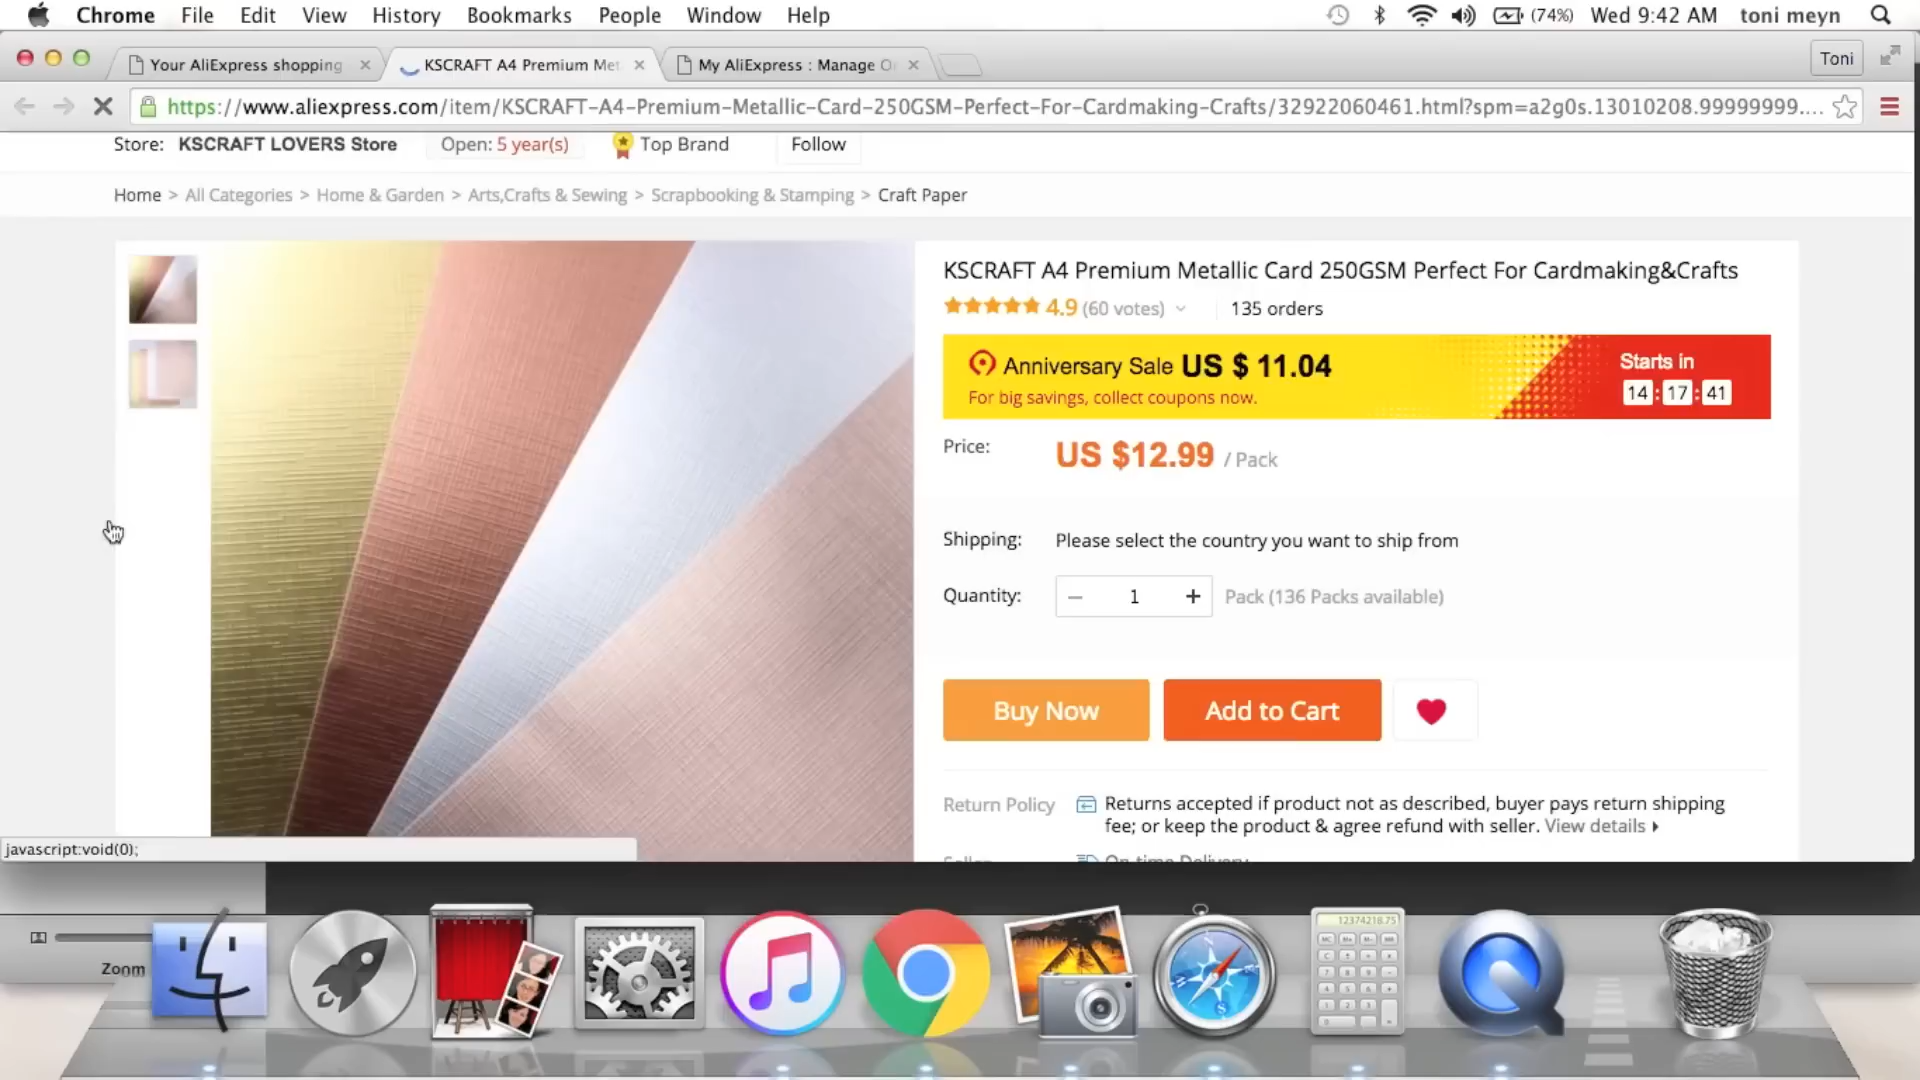 Chrome File Edit View History Bookmarks People Window Help (74%) Wed 9:42 AM toni meyn
Your AliExpress shopping KSCRAFT A4 Premium Met My AliExpress : Manage O Toni
https://www.aliexpress.com/item/KSCRAFT-A4-Premium-Metallic-Card-250GSM-Perfect-For-Cardmaking-Crafts/32922060461.html?spm=a2g0s.13010208.99999999....
Store: KSCRAFT LOVERS Store Open: 5 year(s) Top Brand Follow
Home > All Categories > Home & Garden > Arts,Crafts & Sewing > Scrapbooking & Stamping > Craft Paper
KSCRAFT A4 Premium Metallic Card 250GSM Perfect For Cardmaking&Crafts
4.9 (60 votes) 135 orders
Anniversary Sale US $ 11.04
For big savings, collect coupons now.
Starts in
14 : 17 : 41
Price: US $12.99 / Pack
Shipping: Please select the country you want to ship from
Quantity: − 1 + Pack (136 Packs available)
Buy Now Add to Cart
Return Policy Returns accepted if product not as described, buyer pays return shipping
fee; or keep the product & agree refund with seller. View details
On-time Delivery
javascript:void(0);
12374218.75
Zoom